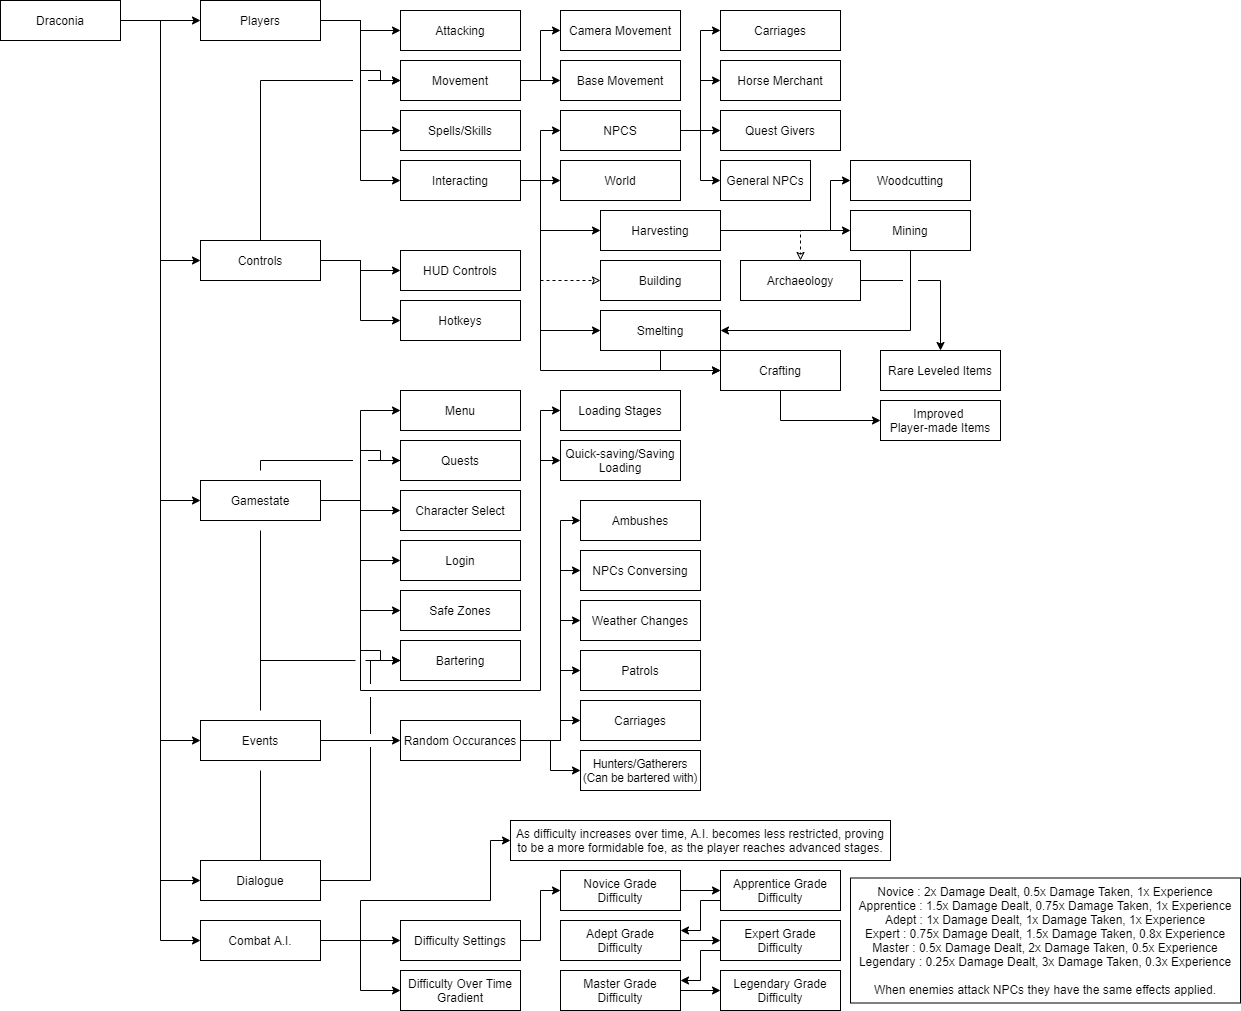 Draconia
Players
Attacking
Camera Movement
Carriages
Movement
Base Movement
Horse Merchant
Spells/Skills
NPCS
Quest Givers
Interacting
World
General NPCs
Woodcutting
Harvesting
Mining
Controls
HUD Controls
Building
Archaeology
Hotkeys
Smelting
Crafting
Rare Leveled Items
Menu
Loading Stages
Improved
Player-made Items
Quests
Quick-saving/Saving
Loading
Gamestate
Character Select
Ambushes
Login
NPCs Conversing
Safe Zones
Weather Changes
Bartering
Patrols
Events
Random Occurances
Carriages
Hunters/Gatherers
(Can be bartered with)
As difficulty increases over time, A.I. becomes less restricted, proving
to be a more formidable foe, as the player reaches advanced stages.
Dialogue
Novice Grade
Difficulty
Apprentice Grade
Difficulty
Combat A.I.
Difficulty Settings
Adept Grade
Difficulty
Expert Grade
Difficulty
Difficulty Over Time
Gradient
Master Grade
Difficulty
Legendary Grade
Difficulty
Novice : 2x Damage Dealt, 0.5x Damage Taken, 1x Experience
Apprentice : 1.5x Damage Dealt, 0.75x Damage Taken, 1x Experience
Adept : 1x Damage Dealt, 1x Damage Taken, 1x Experience
Expert : 0.75x Damage Dealt, 1.5x Damage Taken, 0.8x Experience
Master : 0.5x Damage Dealt, 2x Damage Taken, 0.5x Experience
Legendary : 0.25x Damage Dealt, 3x Damage Taken, 0.3x Experience
When enemies attack NPCs they have the same effects applied.